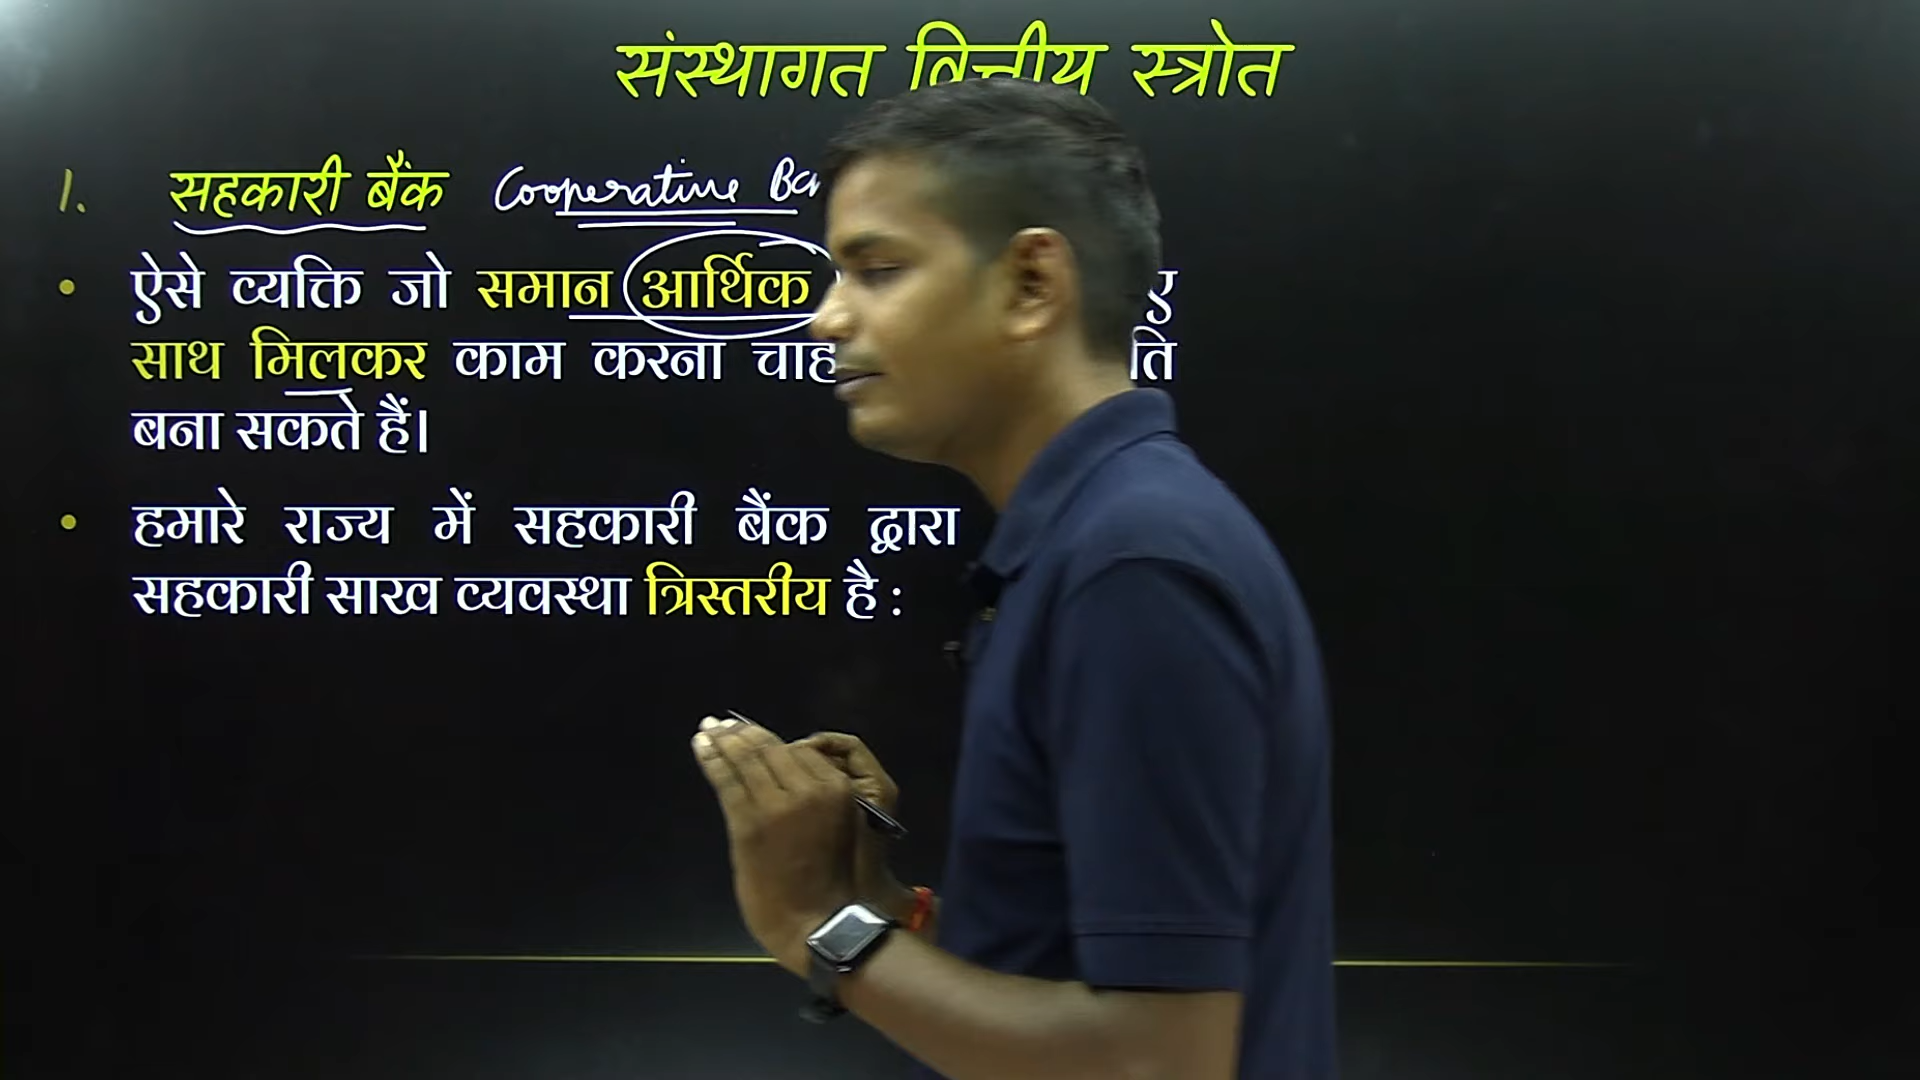 संस्थागत वित्तीय स्त्रोत
1. सहकारी बैंक Cooperative
• ऐसे व्यक्ति जो समान आर्थिक
साथ मिलकर काम करना
बना सकते हैं।
• हमारे राज्य में सहकारी बैंक द्वारा
सहकारी साख व्यवस्था त्रिस्तरीय है :